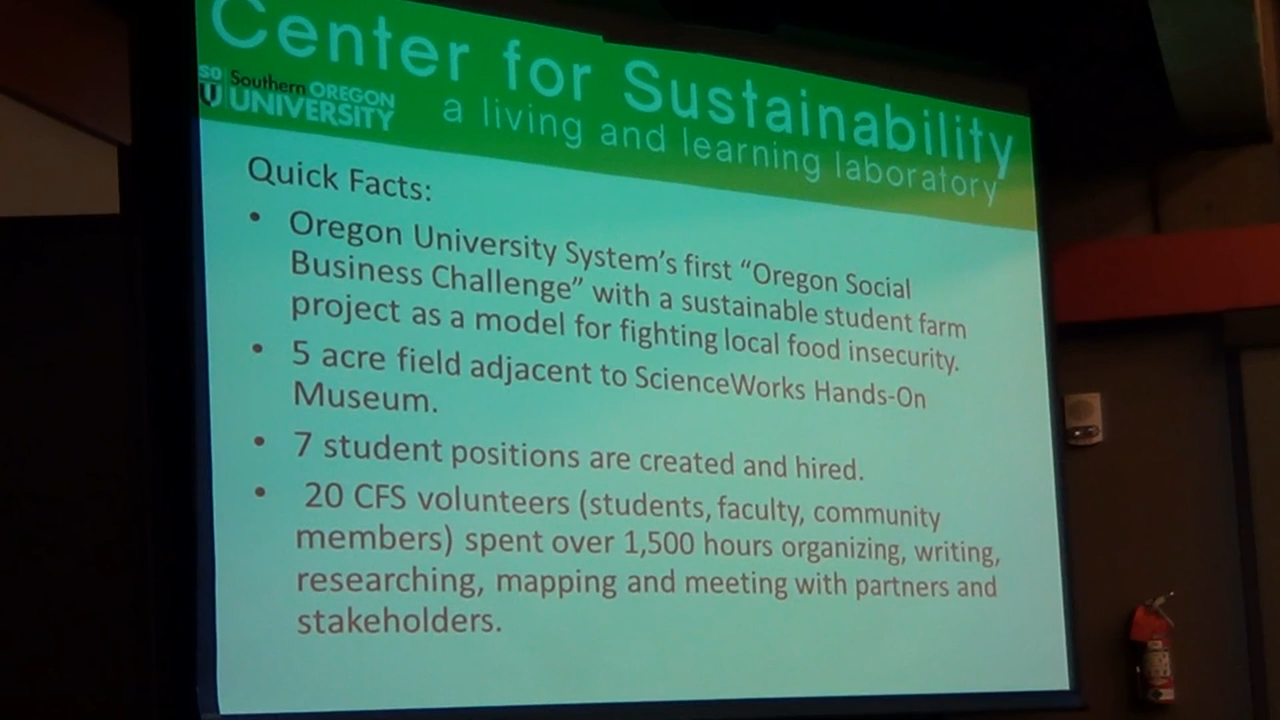 Center for Sustainability
a living and learning laboratory
SO
U
Southern OREGON
UNIVERSITY
Quick Facts:
• Oregon University System's first "Oregon Social
Business Challenge" with a sustainable student farm
project as a model for fighting local food insecurity.
• 5 acre field adjacent to ScienceWorks Hands-On
Museum.
• 7 student positions are created and hired.
• 20 CFS volunteers (students, faculty, community
members) spent over 1,500 hours organizing, writing,
researching, mapping and meeting with partners and
stakeholders.